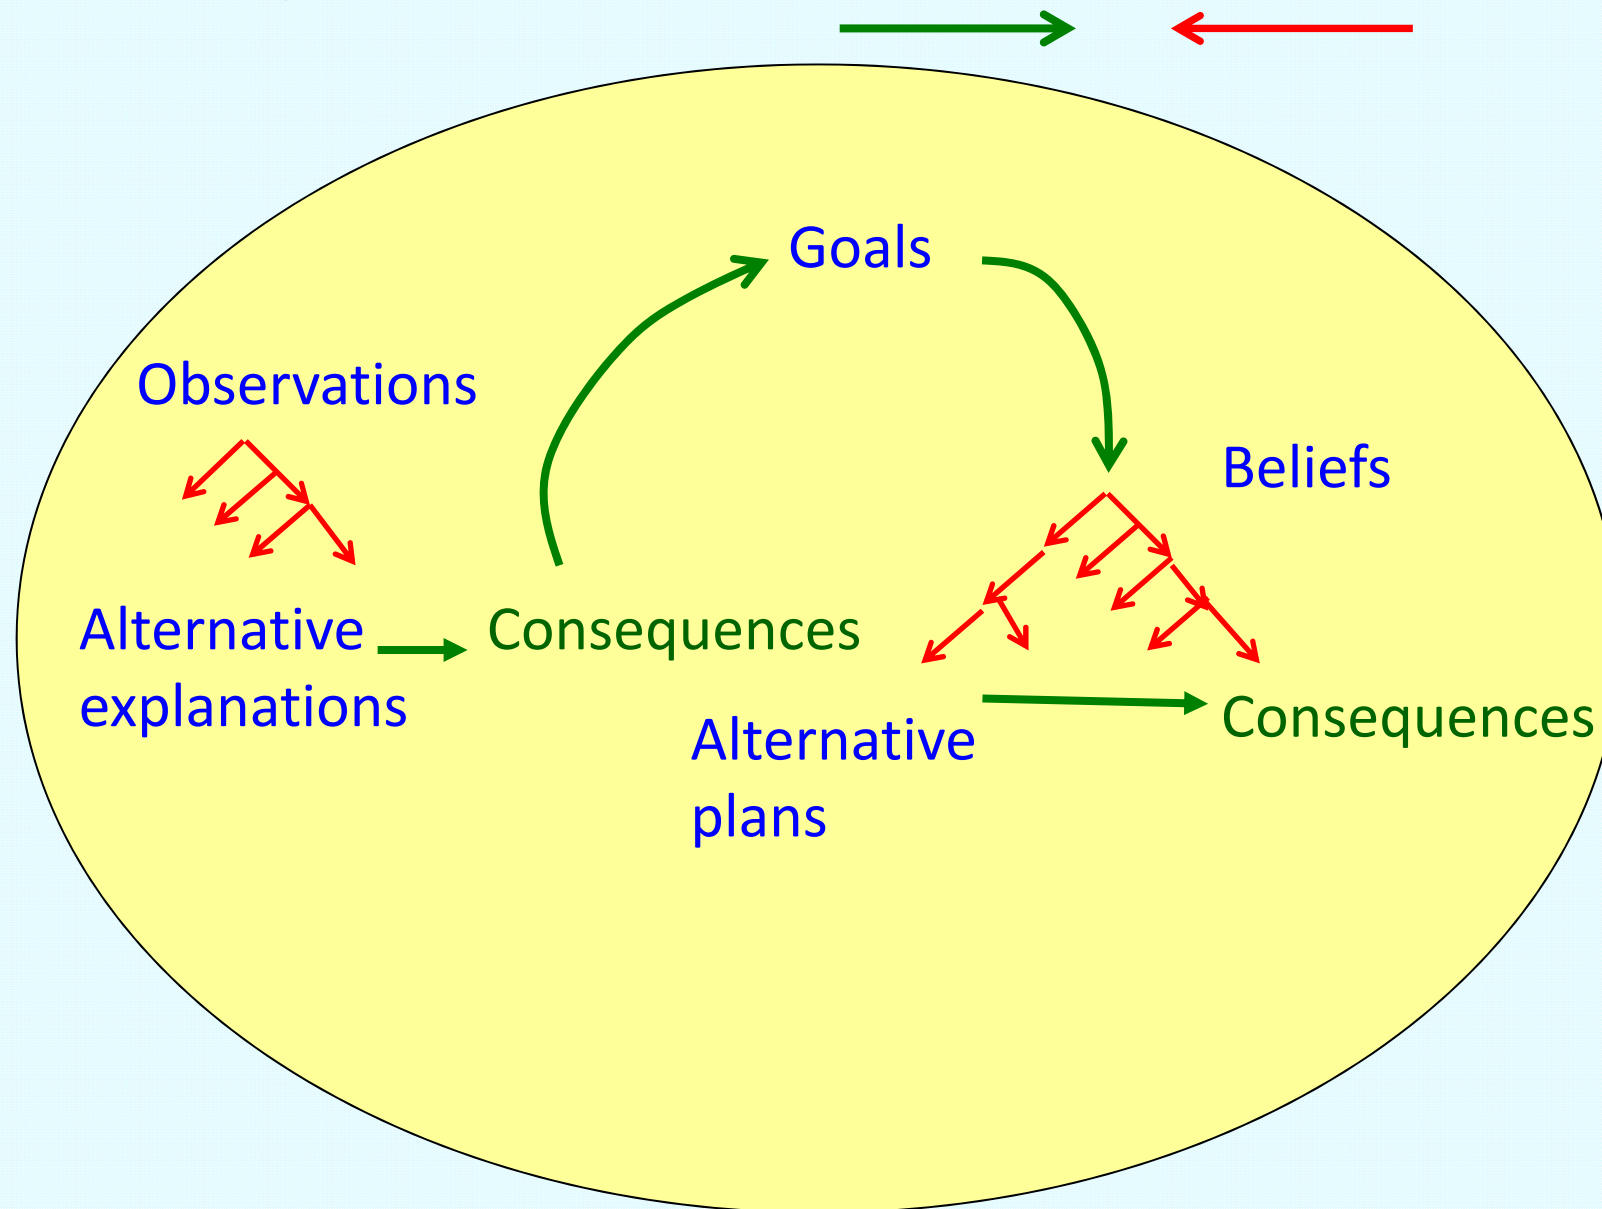 Goals
Observations
Beliefs
Alternative
explanations
Consequences
Alternative
plans
Consequences